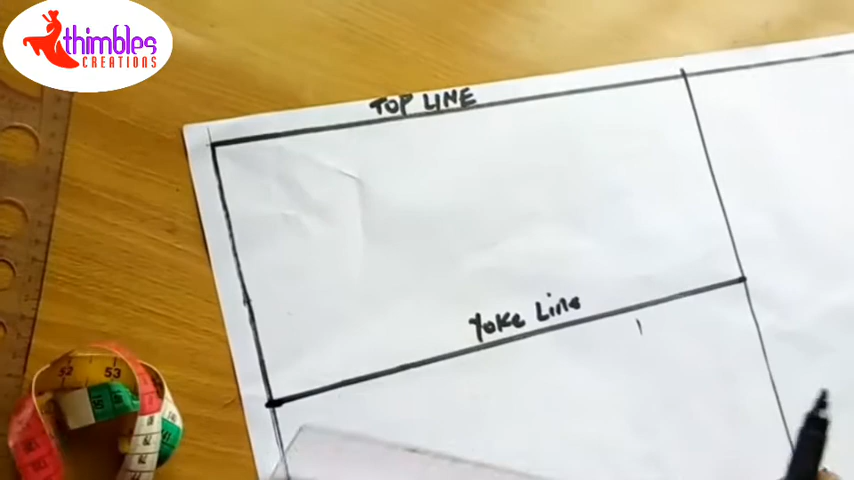 thimbles
CREATIONS
TOP LINE
Yoke Line
52
53